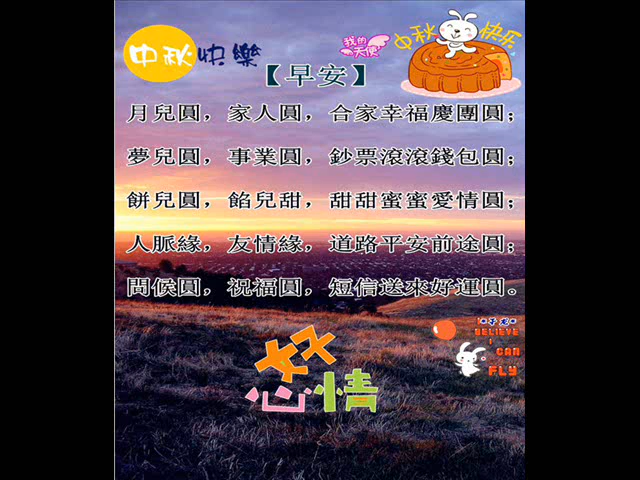 中秋快樂
我的
天使
中秋快乐
【早安】
月兒圓，家人圓，合家幸福慶團圓；
夢兒圓，事業圓，鈔票滾滾錢包圓；
餅兒圓，餡兒甜，甜甜蜜蜜愛情圓；
人脈緣，友情緣，道路平安前途圓；
問侯圓，祝福圓，短信送來好運圓。
BELIEVE
I
CAN
FLY
好
心情